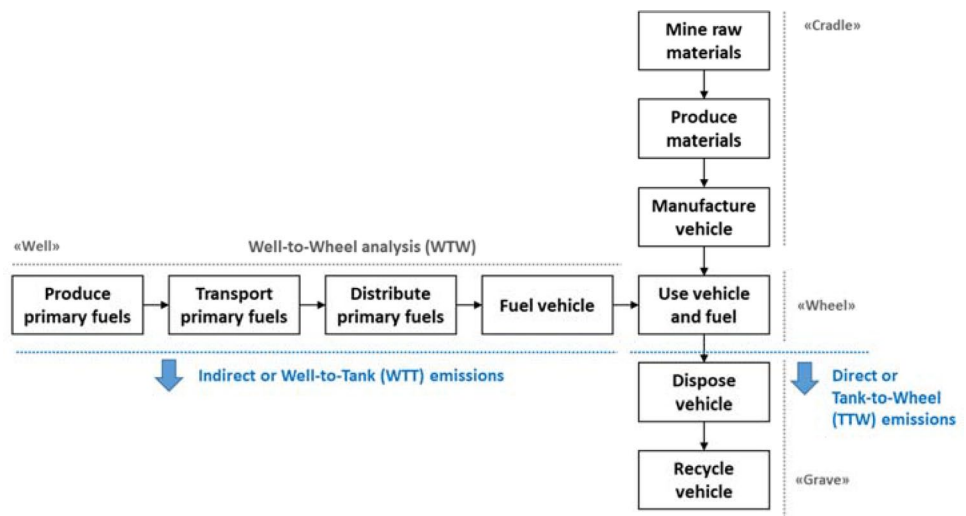 Mine raw
materials
«Cradle»
Produce
materials
Manufacture
vehicle
«Well»
Well-to-Wheel analysis (WTW)
Produce
primary fuels
Transport
primary fuels
Distribute
primary fuels
Fuel vehicle
Use vehicle
and fuel
«Wheel»
Indirect or Well-to-Tank (WTT) emissions
Dispose
vehicle
Direct or
Tank-to-Wheel
(TTW) emissions
Recycle
vehicle
«Grave»